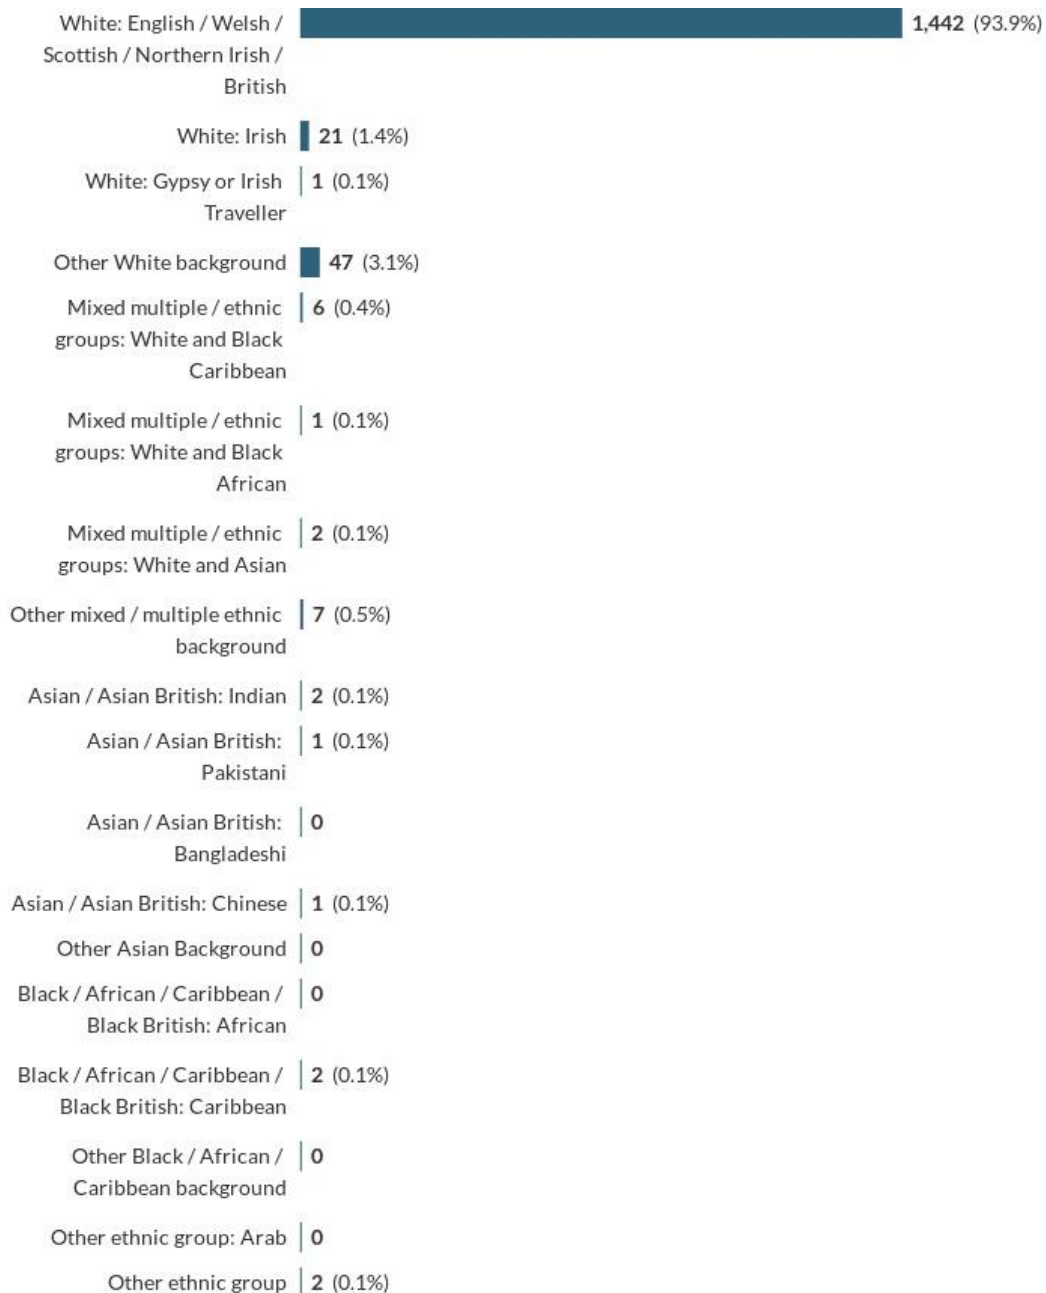 White: English / Welsh / 1,442 (93.9%)
Scottish / Northern Irish /
British
White: Irish 21 (1.4%)
White: Gypsy or Irish 1 (0.1%)
Traveller
Other White background 47 (3.1%)
Mixed multiple / ethnic 6 (0.4%)
groups: White and Black
Caribbean
Mixed multiple / ethnic 1 (0.1%)
groups: White and Black
African
Mixed multiple / ethnic 2 (0.1%)
groups: White and Asian
Other mixed / multiple ethnic 7 (0.5%)
background
Asian / Asian British: Indian 2 (0.1%)
Asian / Asian British: 1 (0.1%)
Pakistani
Asian / Asian British: 0
Bangladeshi
Asian / Asian British: Chinese 1 (0.1%)
Other Asian Background 0
Black / African / Caribbean / 0
Black British: African
Black / African / Caribbean / 2 (0.1%)
Black British: Caribbean
Other Black / African / 0
Caribbean background
Other ethnic group: Arab 0
Other ethnic group 2 (0.1%)